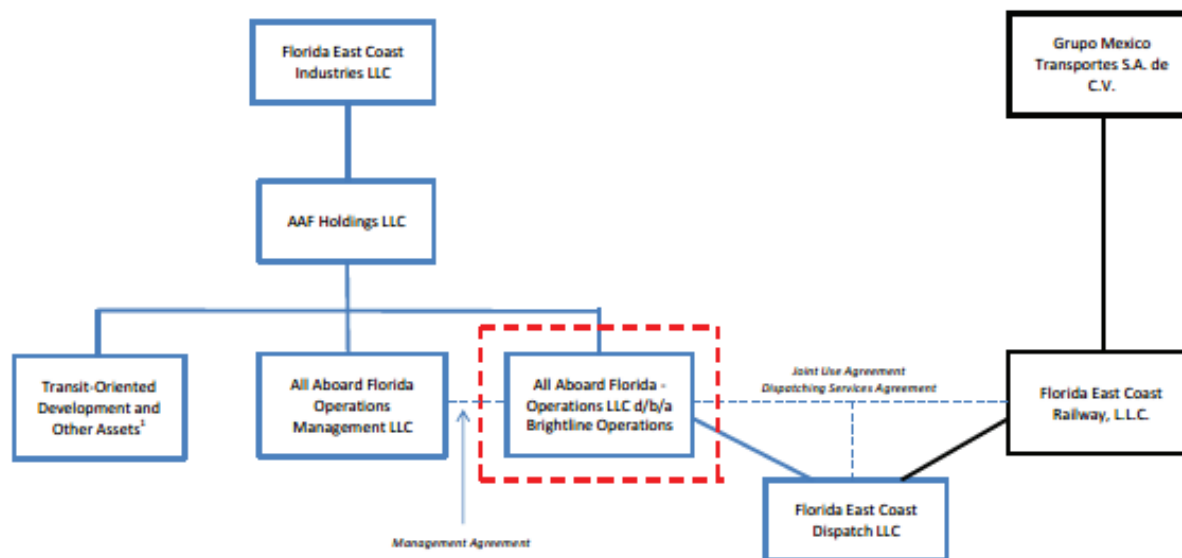 Florida East Coast
Industries LLC
Grupo Mexico
Transportes S.A. de
C.V.
AAF Holdings LLC
Transit-Oriented
Development and
Other Assets¹
All Aboard Florida
Operations
Management LLC
All Aboard Florida -
Operations LLC d/b/a
Brightline Operations
Joint Use Agreement
Dispatching Services Agreement
Florida East Coast
Railway, L.L.C.
Florida East Coast
Dispatch LLC
Management Agreement